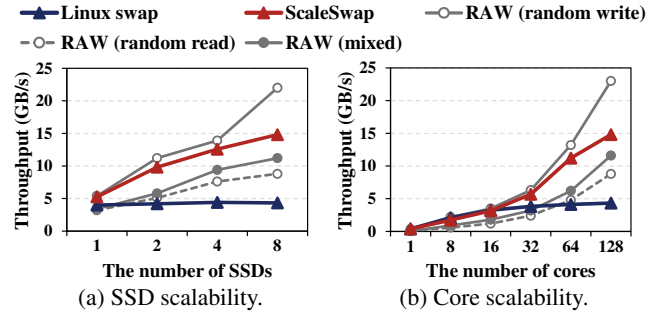 Linux swap ScaleSwap RAW (random write)
RAW (random read) RAW (mixed)
Throughput (GB/s)
25
20
15
10
5
0
1 2 4 8
The number of SSDs
(a) SSD scalability.
Throughput (GB/s)
25
20
15
10
5
0
1 8 16 32 64 128
The number of cores
(b) Core scalability.